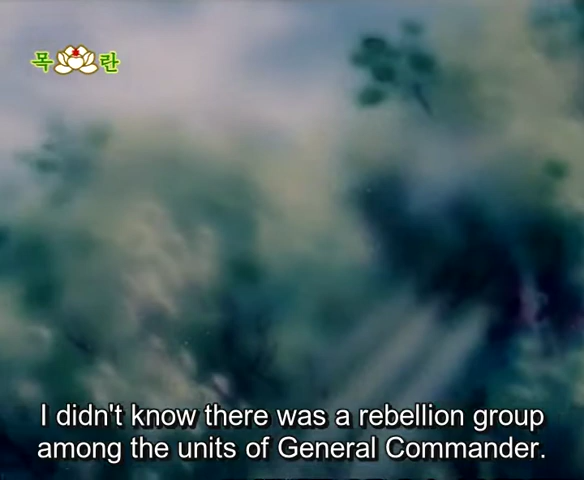 목란
I didn't know there was a rebellion group
among the units of General Commander.